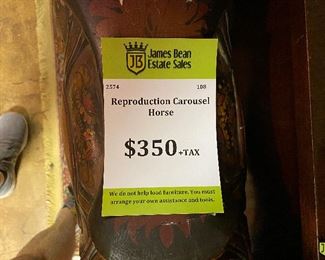 JB
James Bean
Estate Sales
2574 108
Reproduction Carousel
Horse
$350 +TAX
We do not help load furniture. You must
arrange your own assistance and tools.